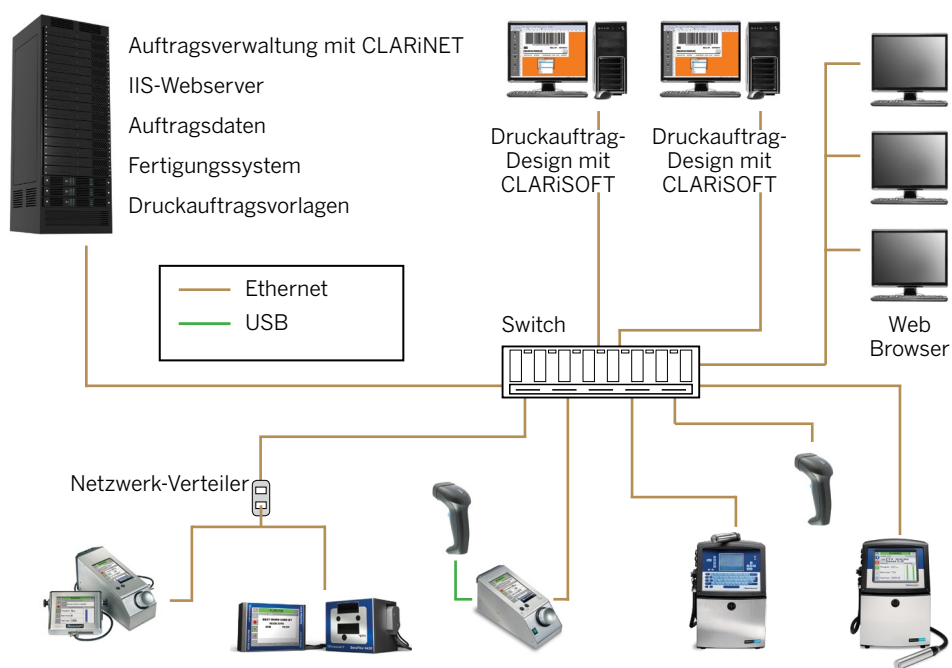 Auftragsverwaltung mit CLARiNET
IIS-Webserver
Auftragsdaten
Fertigungssystem
Druckauftragsvorlagen
Druckauftrag-
Design mit
CLARiSOFT
Druckauftrag-
Design mit
CLARiSOFT
Web
Browser
Ethernet
USB
Switch
Netzwerk-Verteiler